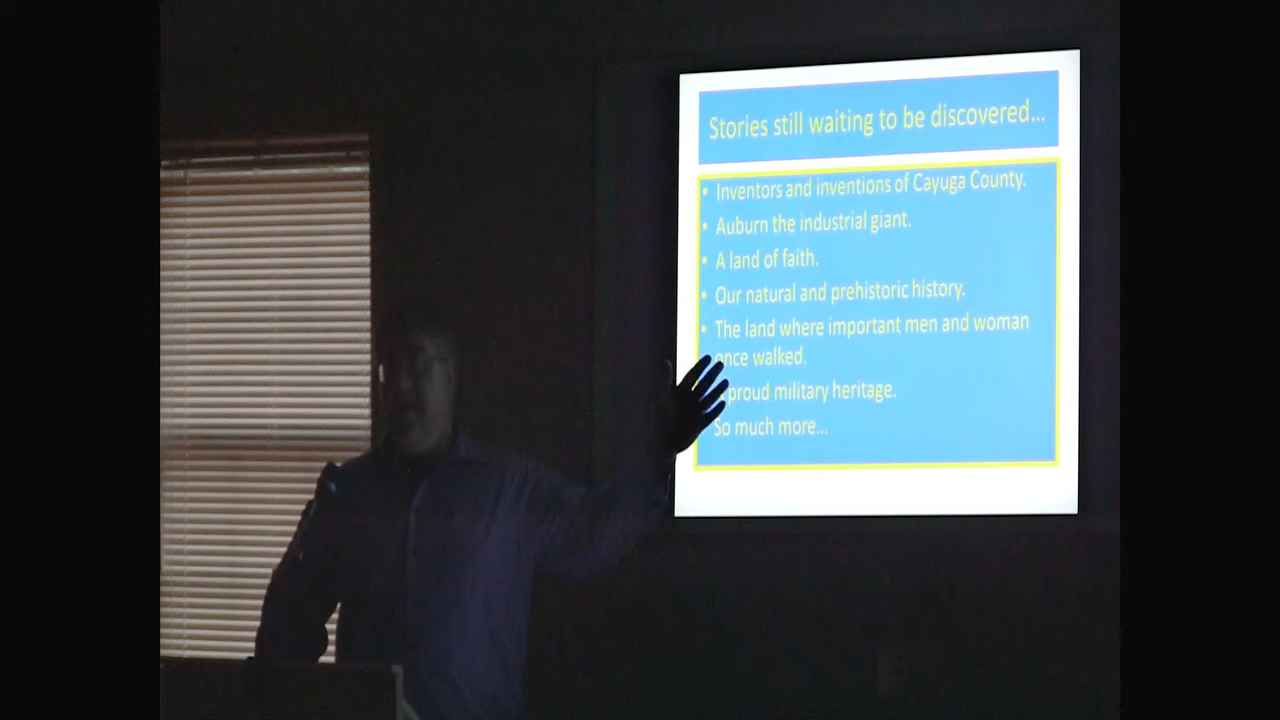 Stories still waiting to be discovered...
• Inventors and inventions of Cayuga County.
• Auburn the industrial giant.
• A land of faith.
• Our natural and prehistoric history.
• The land where important men and woman
once walked.
proud military heritage.
So much more...